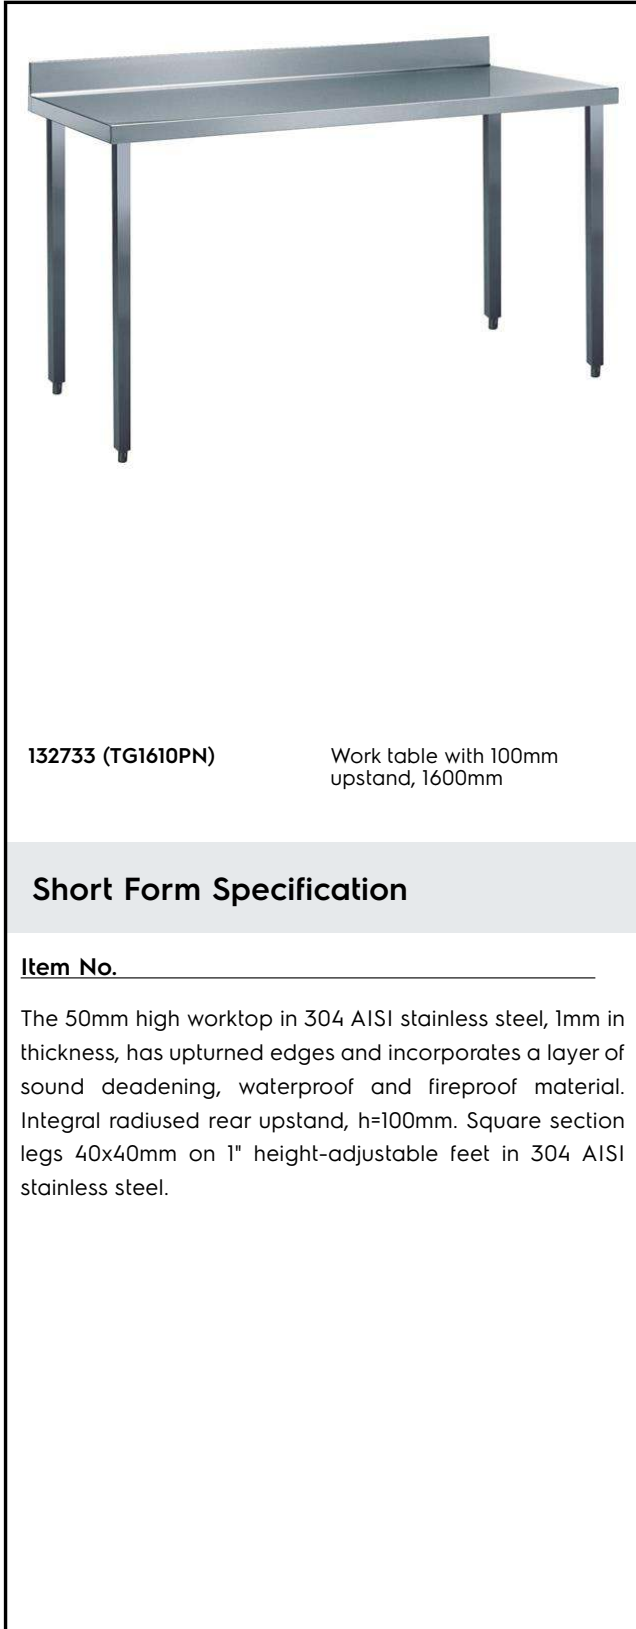 132733 (TG1610PN)
Work table with 100mm
upstand, 1600mm
Short Form Specification
Item No.
The 50mm high worktop in 304 AISI stainless steel, 1mm in
thickness, has upturned edges and incorporates a layer of
sound deadening, waterproof and fireproof material.
Integral radiused rear upstand, h=100mm. Square section
legs 40x40mm on 1" height-adjustable feet in 304 AISI
stainless steel.